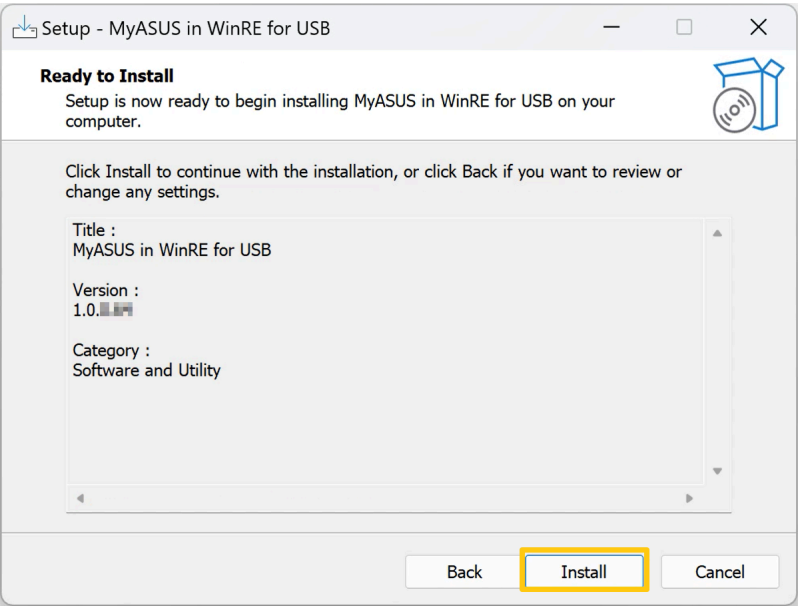 Setup - MyASUS in WinRE for USB
Ready to Install
Setup is now ready to begin installing MyASUS in WinRE for USB on your
computer.
Click Install to continue with the installation, or click Back if you want to review or
change any settings.
Title :
MyASUS in WinRE for USB
Version :
1.0.
Category :
Software and Utility
Back
Install
Cancel